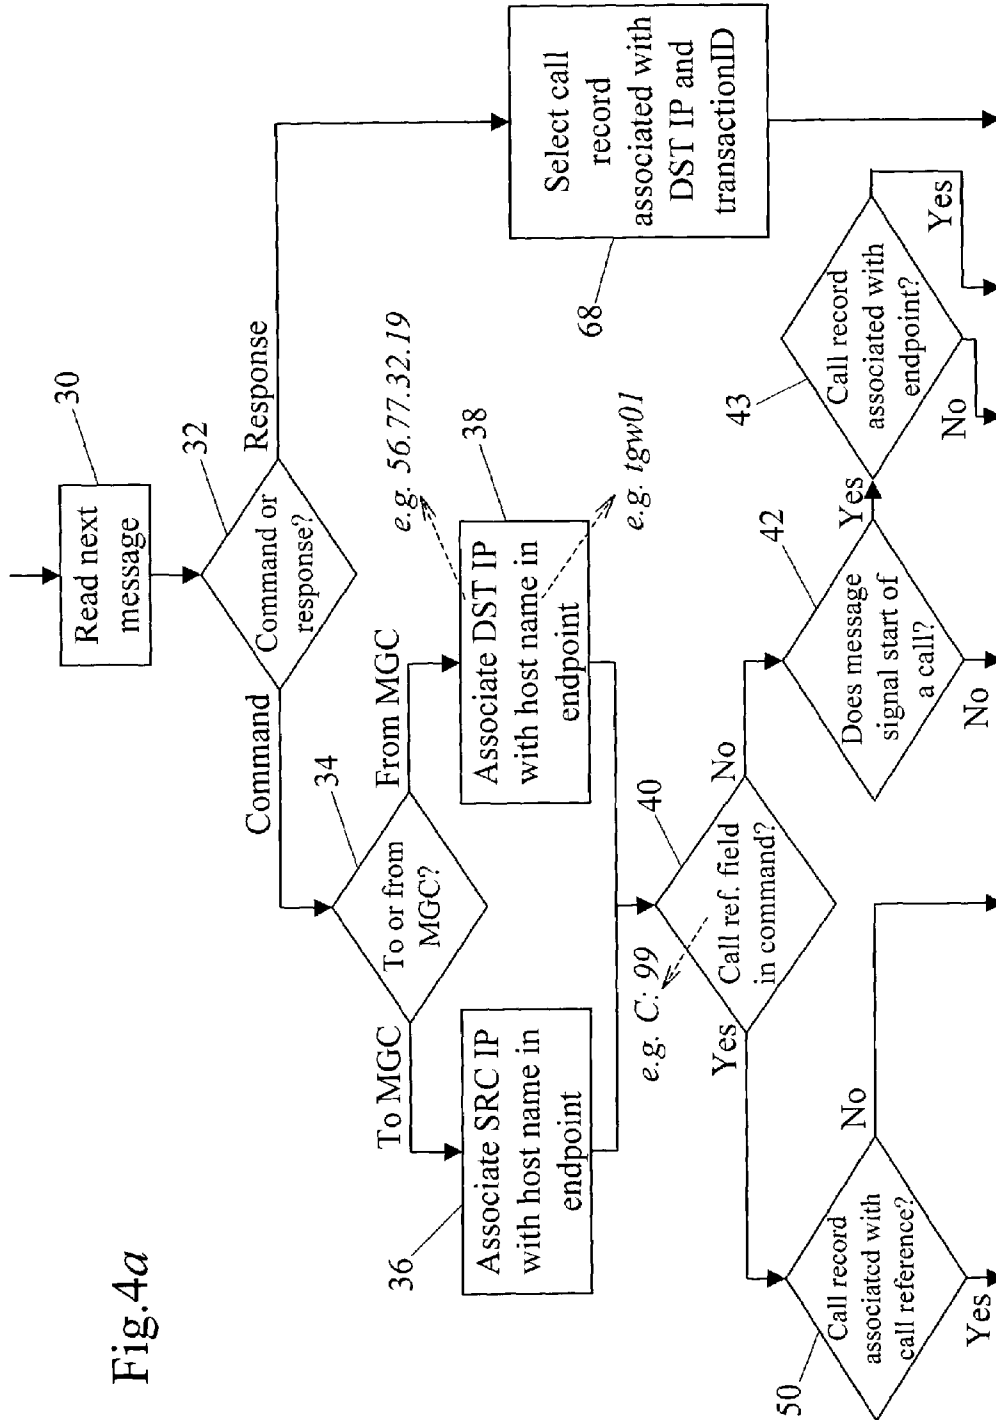 Fig.4a
Read next
message
30
Command or
response?
32
Command
Response
To or from
MGC?
34
To MGC
From MGC
Associate SRC IP
with host name in
endpoint
36
Associate DST IP
with host name in
endpoint
38
e.g. 56.77.32.19
e.g. tgw01
Select call
record
associated with
DST IP and
transactionID
68
Call ref. field
in command?
40
e.g. C: 99
Yes
No
Call record
associated with
call reference?
50
No
Yes
Does message
signal start of
a call?
42
Yes
No
Call record
associated with
endpoint?
43
No
Yes